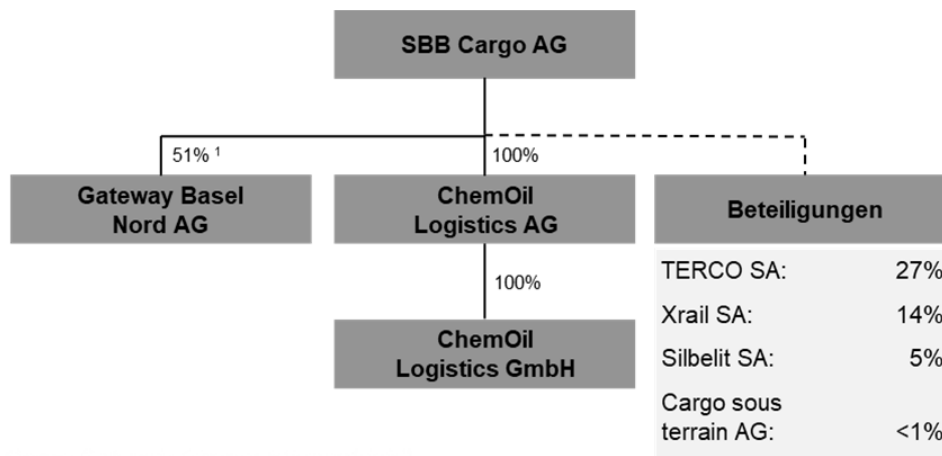 SBB Cargo AG
51% ¹
100%
Gateway Basel
Nord AG
ChemOil
Logistics AG
Beteiligungen
100%
ChemOil
Logistics GmbH
TERCO SA: 27%
Xrail SA: 14%
Silbelit SA: 5%
Cargo sous
terrain AG: <1%